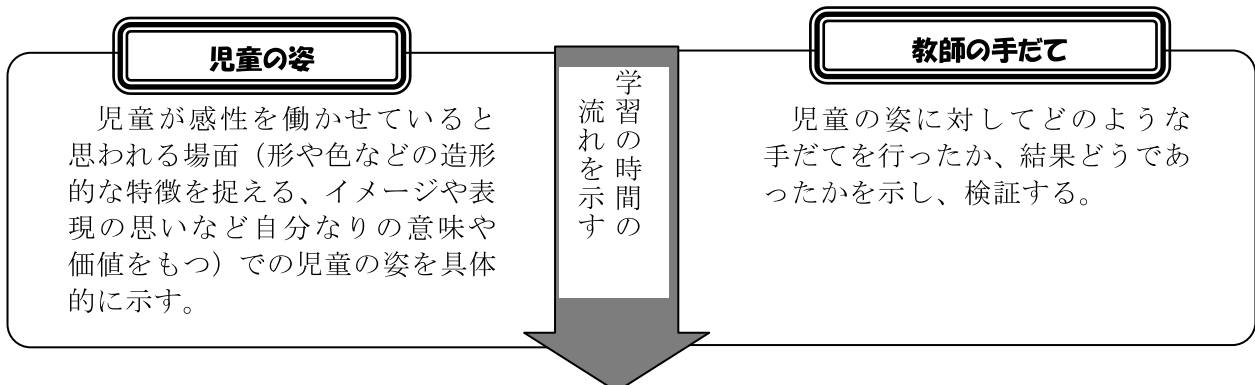 児童の姿
児童が感性を働かせていると
思われる場面（形や色などの造形
的な特徴を捉える、イメージや表
現の思いなど自分なりの意味や
価値をもつ）での児童の姿を具体
的に示す。
学習の時間の
流れを示す
教師の手だて
児童の姿に対してどのような
手だてを行ったか、結果どうであ
ったかを示し、検証する。